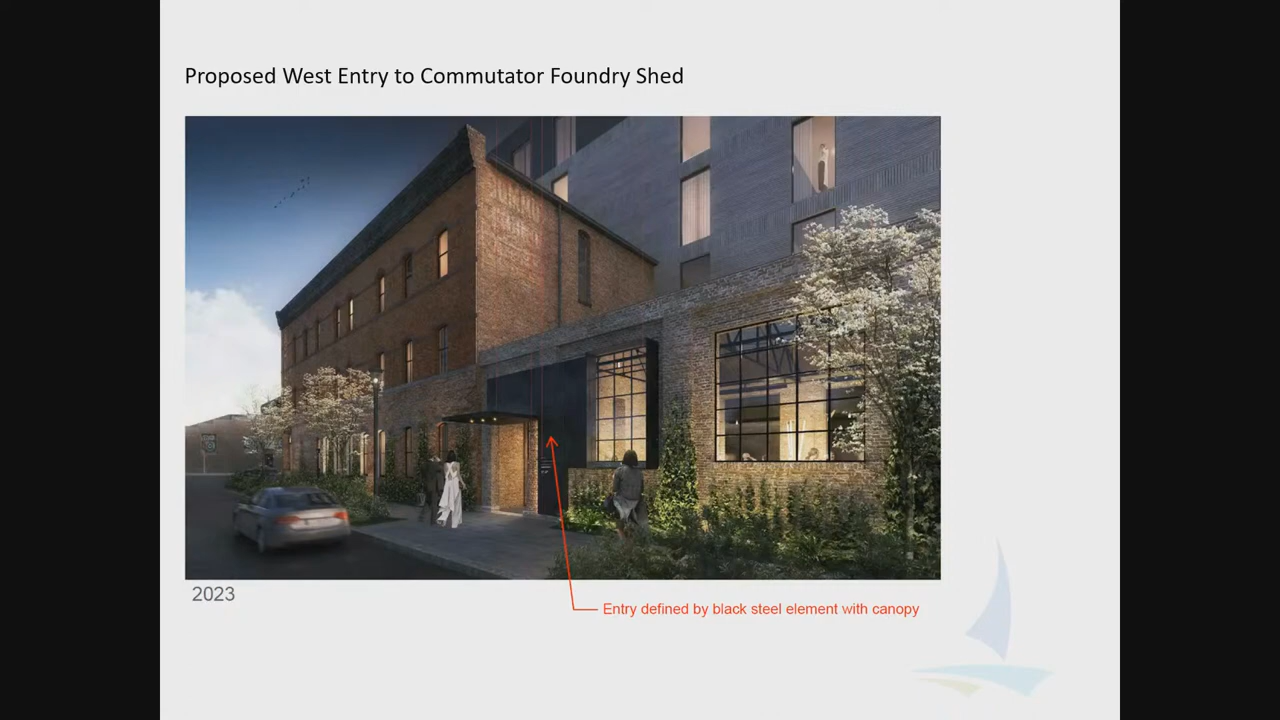 Proposed West Entry to Commutator Foundry Shed
2023
Entry defined by black steel element with canopy